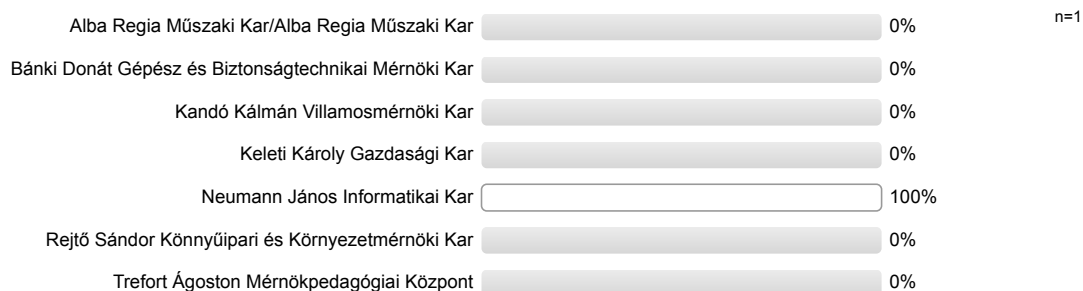 n=1
Alba Regia Műszaki Kar/Alba Regia Műszaki Kar 0%
Bánki Donát Gépész és Biztonságtechnikai Mérnöki Kar 0%
Kandó Kálmán Villamosmérnöki Kar 0%
Keleti Károly Gazdasági Kar 0%
Neumann János Informatikai Kar 100%
Rejtő Sándor Könnyűipari és Környezetmérnöki Kar 0%
Trefort Ágoston Mérnökpedagógiai Központ 0%